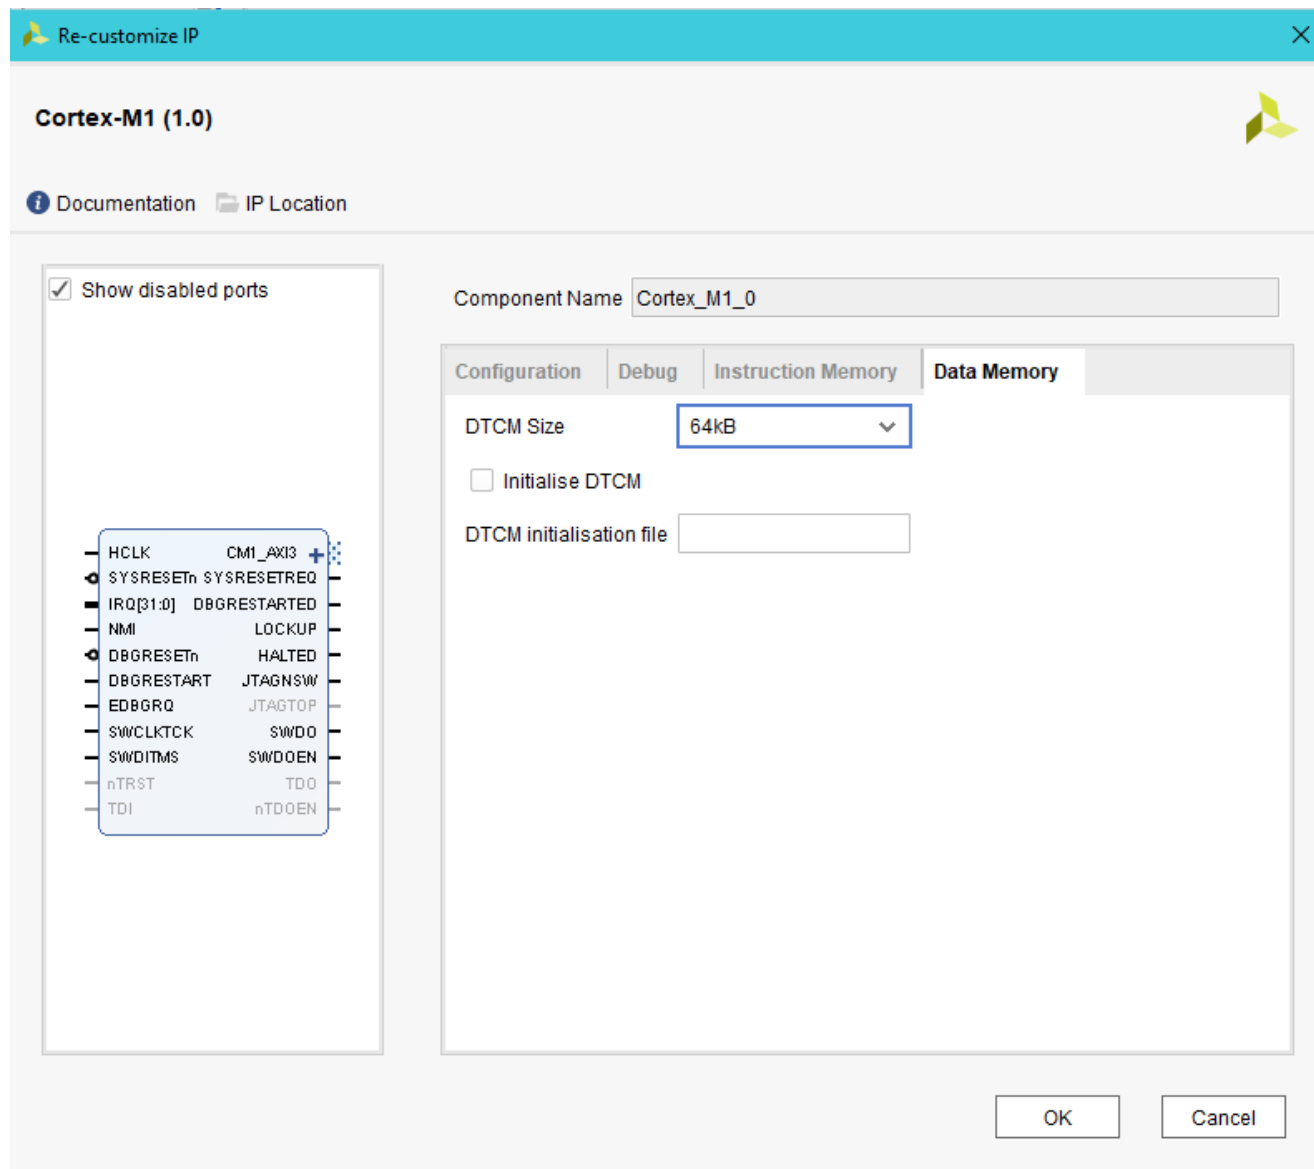 Re-customize IP
Cortex-M1 (1.0)
Documentation IP Location
Show disabled ports
Component Name Cortex_M1_0
Configuration Debug Instruction Memory Data Memory
DTCM Size 64kB
Initialise DTCM
DTCM initialisation file
HCLK CM1_AXI3
SYSRESETn SYSRESETREQ
IRQ[31:0] DBGRESTARTED
NMI LOCKUP
DBGRESETn HALTED
DBGRESTART JTAGNSW
EDBGRQ JTAGTOP
SWCLKTCK SWDO
SWDITMS SWDOEN
nTRST TDO
TDI nTDOEN
OK Cancel